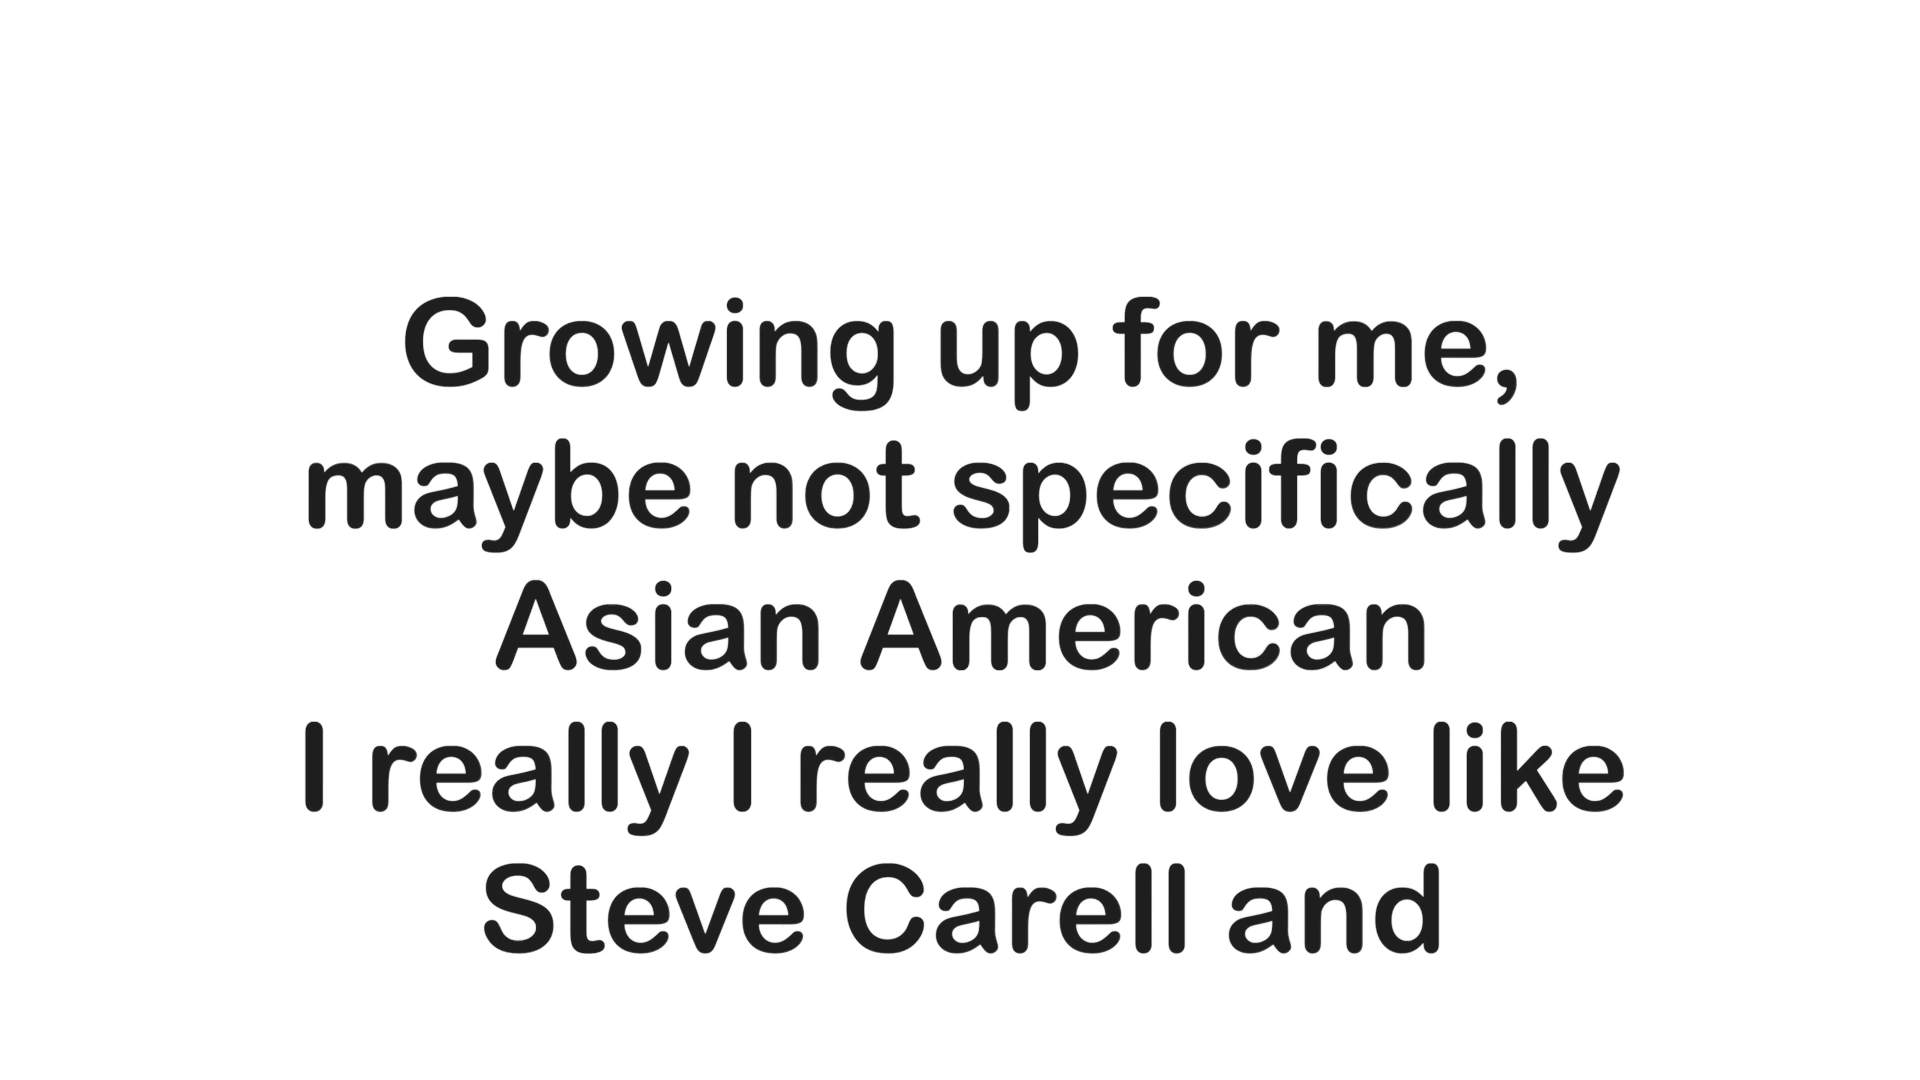 Growing up for me,
maybe not specifically
Asian American
I really I really love like
Steve Carell and